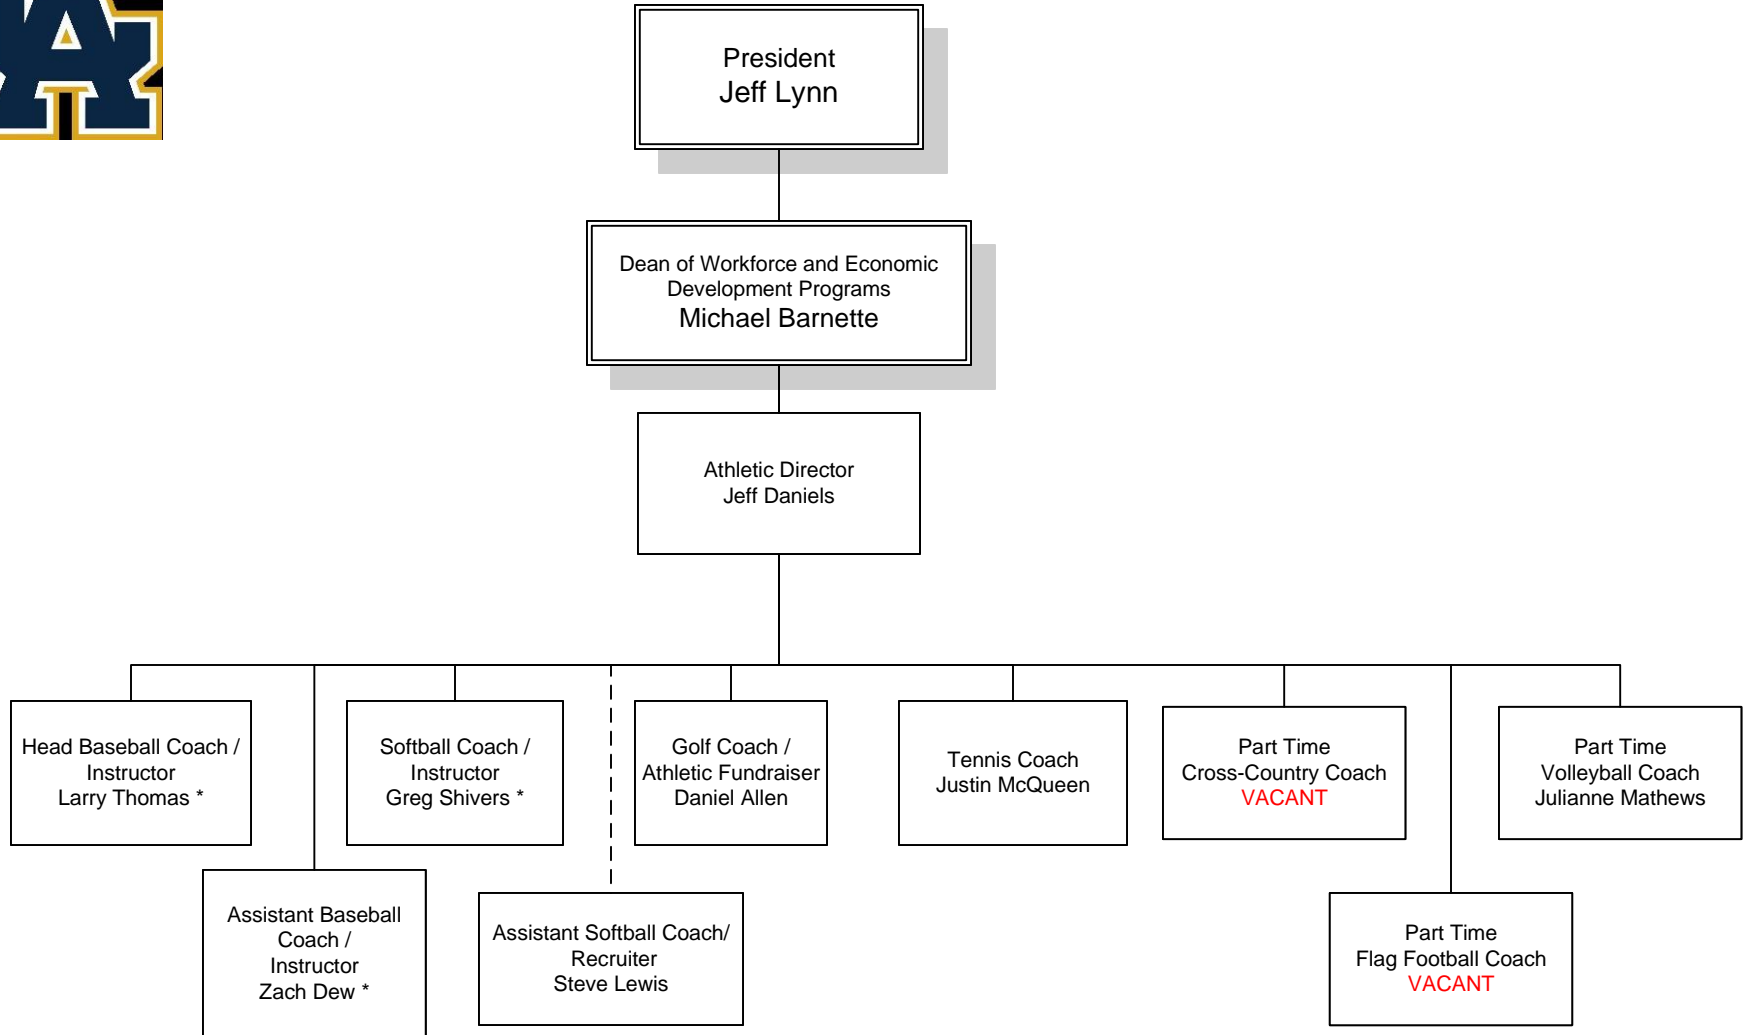 President
Jeff Lynn
Dean of Workforce and Economic
Development Programs
Michael Barnette
Athletic Director
Jeff Daniels
Head Baseball Coach /
Instructor
Larry Thomas *
Softball Coach /
Instructor
Greg Shivers *
Golf Coach /
Athletic Fundraiser
Daniel Allen
Tennis Coach
Justin McQueen
Part Time
Cross-Country Coach
VACANT
Part Time
Volleyball Coach
Julianne Mathews
Assistant Baseball
Coach /
Instructor
Zach Dew *
Assistant Softball Coach/
Recruiter
Steve Lewis
Part Time
Flag Football Coach
VACANT